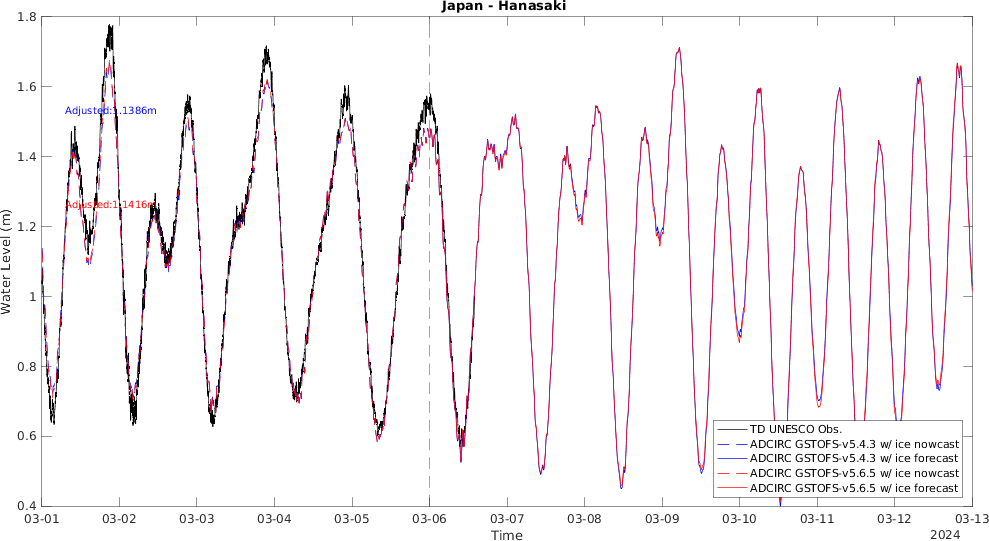 Japan - Hanasaki
1.8
1.6
1.4
1.2
1
0.8
0.6
0.4
Water Level (m)
Adjusted:1.1386m
Adjusted:1.1416m
TD UNESCO Obs.
ADCIRC GSTOFS-v5.4.3 w/ ice nowcast
ADCIRC GSTOFS-v5.4.3 w/ ice forecast
ADCIRC GSTOFS-v5.6.5 w/ ice nowcast
ADCIRC GSTOFS-v5.6.5 w/ ice forecast
03-01 03-02 03-03 03-04 03-05 03-06 03-07 03-08 03-09 03-10 03-11 03-12 03-13
Time
2024